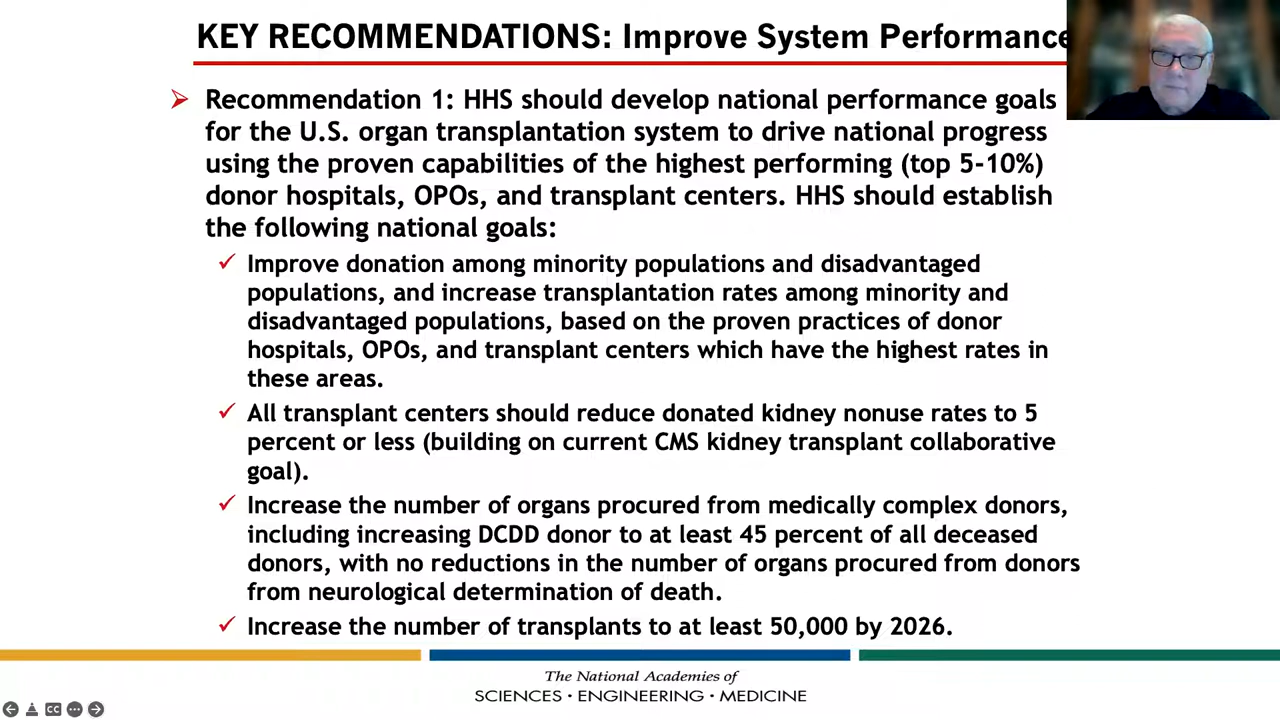 KEY RECOMMENDATIONS: Improve System Performance
Recommendation 1: HHS should develop national performance goals
for the U.S. organ transplantation system to drive national progress
using the proven capabilities of the highest performing (top 5-10%)
donor hospitals, OPOs, and transplant centers. HHS should establish
the following national goals:
Improve donation among minority populations and disadvantaged
populations, and increase transplantation rates among minority and
disadvantaged populations, based on the proven practices of donor
hospitals, OPOs, and transplant centers which have the highest rates in
these areas.
All transplant centers should reduce donated kidney nonuse rates to 5
percent or less (building on current CMS kidney transplant collaborative
goal).
Increase the number of organs procured from medically complex donors,
including increasing DCDD donor to at least 45 percent of all deceased
donors, with no reductions in the number of organs procured from donors
from neurological determination of death.
Increase the number of transplants to at least 50,000 by 2026.
The National Academies of
SCIENCES · ENGINEERING · MEDICINE
CC